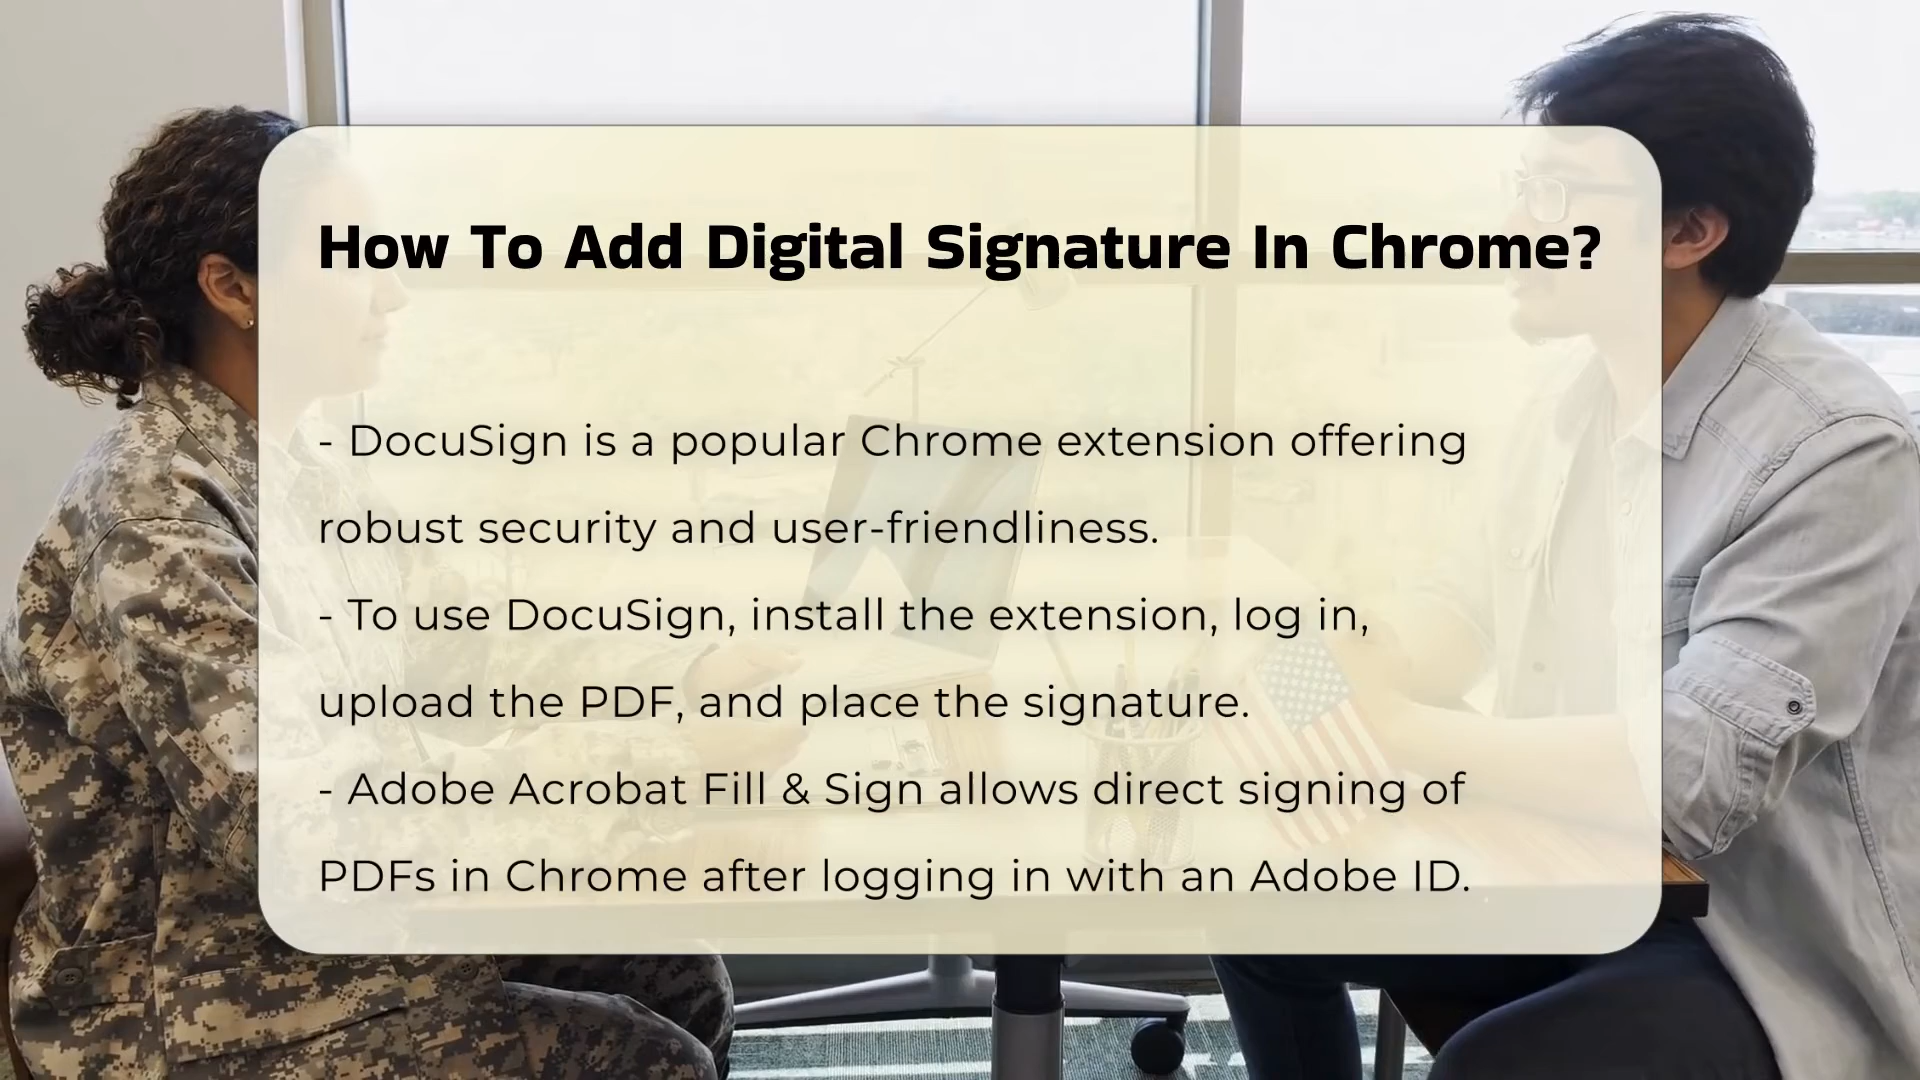 How To Add Digital Signature In Chrome?
- DocuSign is a popular Chrome extension offering
robust security and user-friendliness.
- To use DocuSign, install the extension, log in,
upload the PDF, and place the signature.
- Adobe Acrobat Fill & Sign allows direct signing of
PDFs in Chrome after logging in with an Adobe ID.